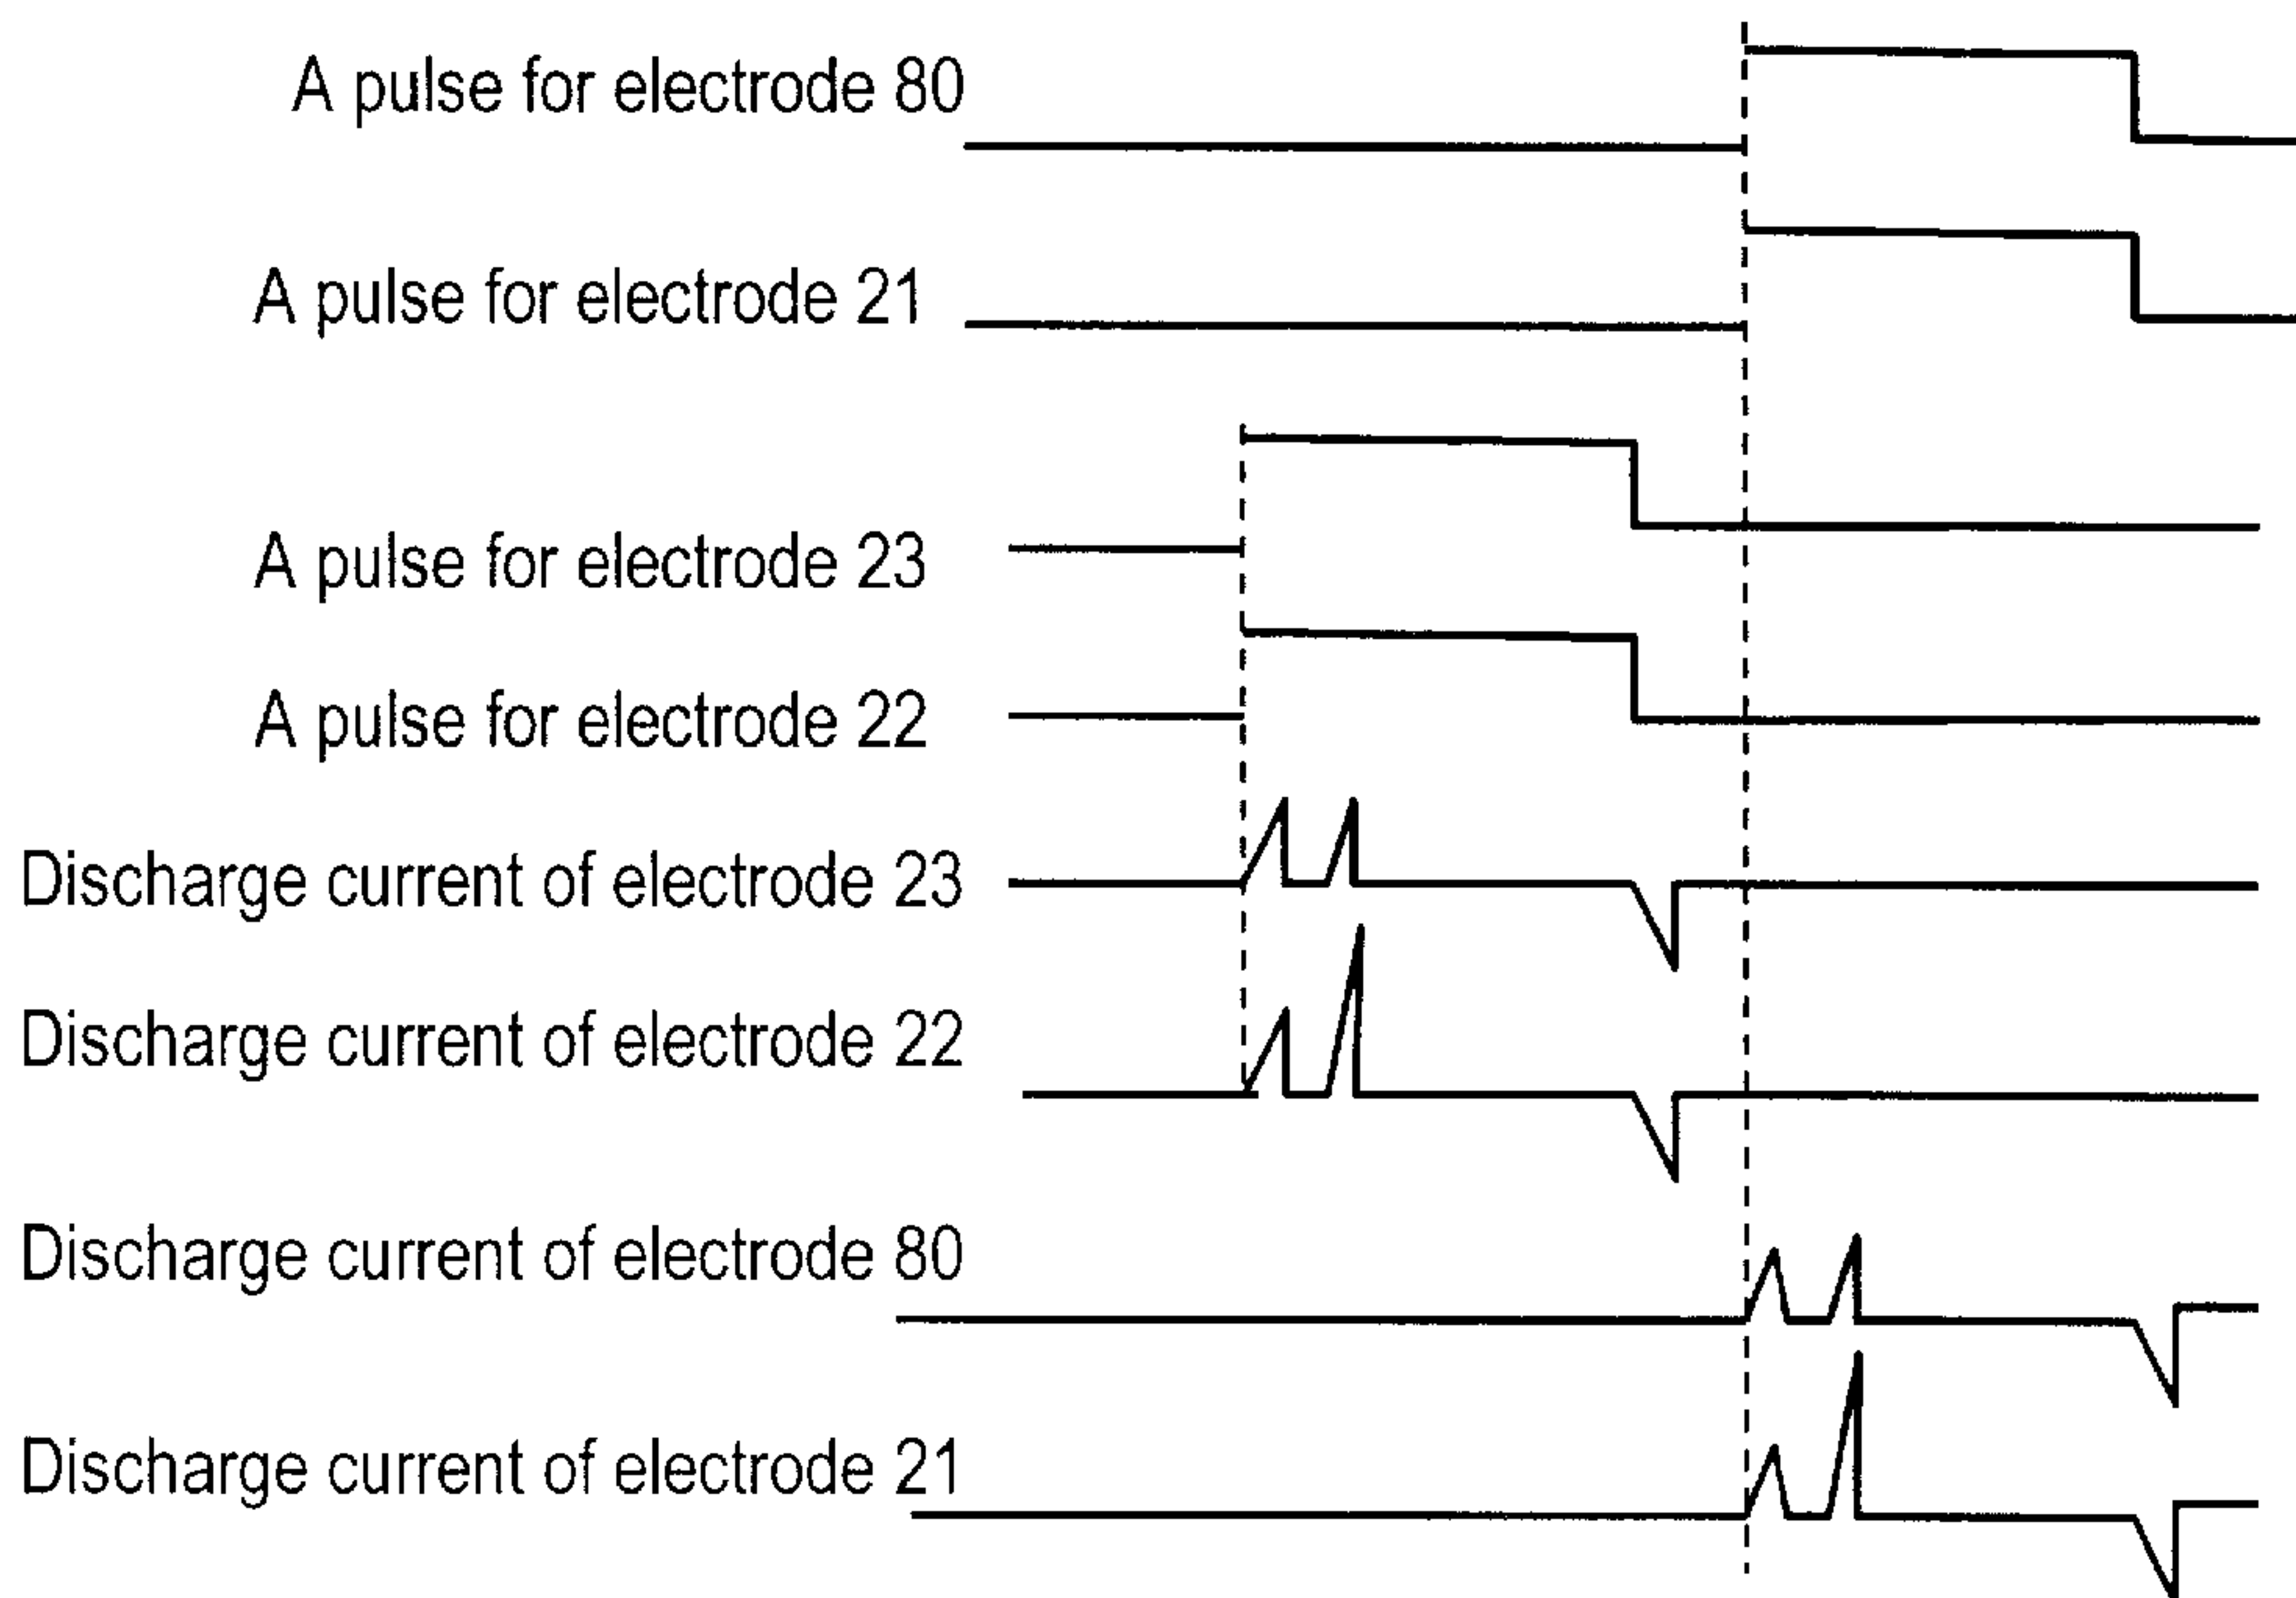 A pulse for electrode 80
A pulse for electrode 21
A pulse for electrode 23
A pulse for electrode 22
Discharge current of electrode 23
Discharge current of electrode 22
Discharge current of electrode 80
Discharge current of electrode 21